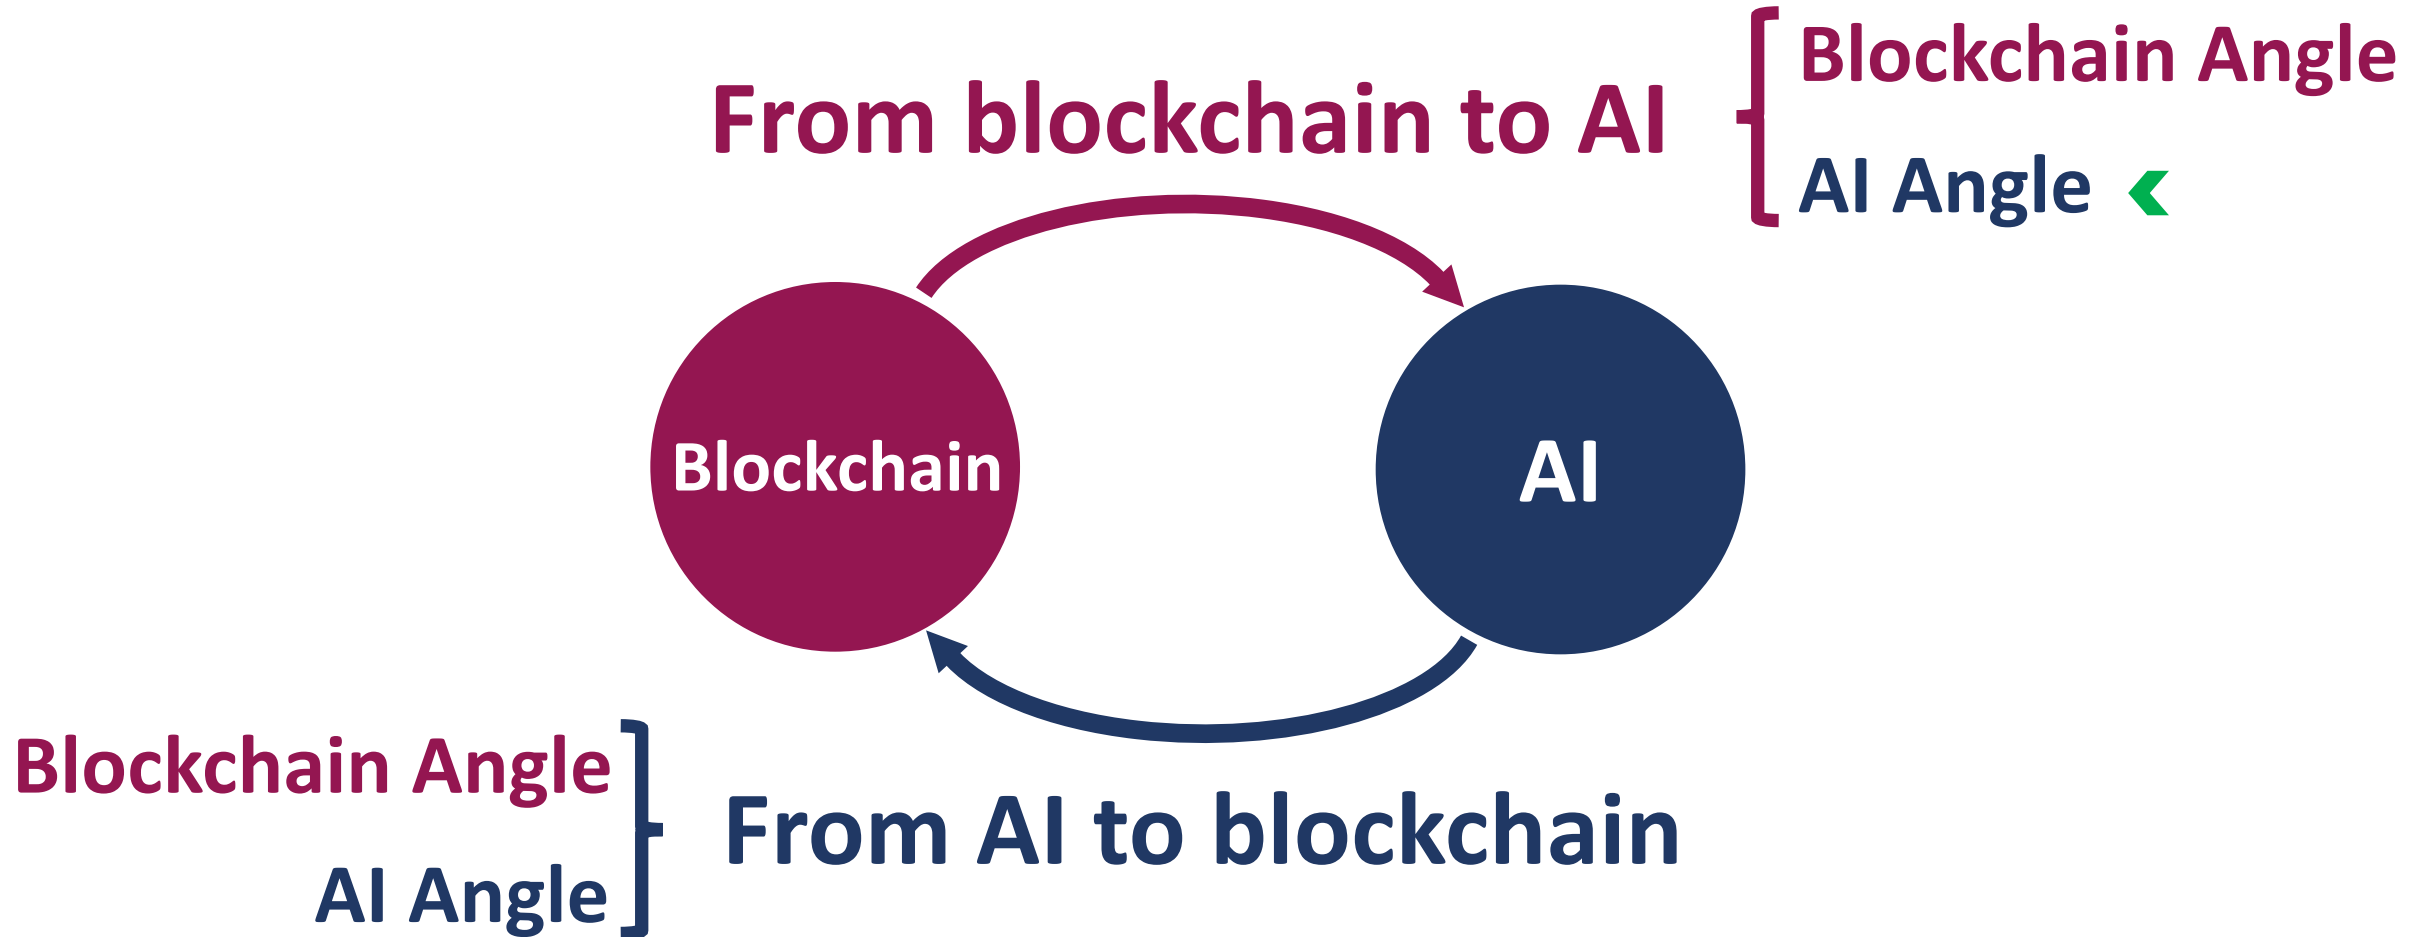 Blockchain Angle
From blockchain to AI
AI Angle
Blockchain
AI
Blockchain Angle
From AI to blockchain
AI Angle